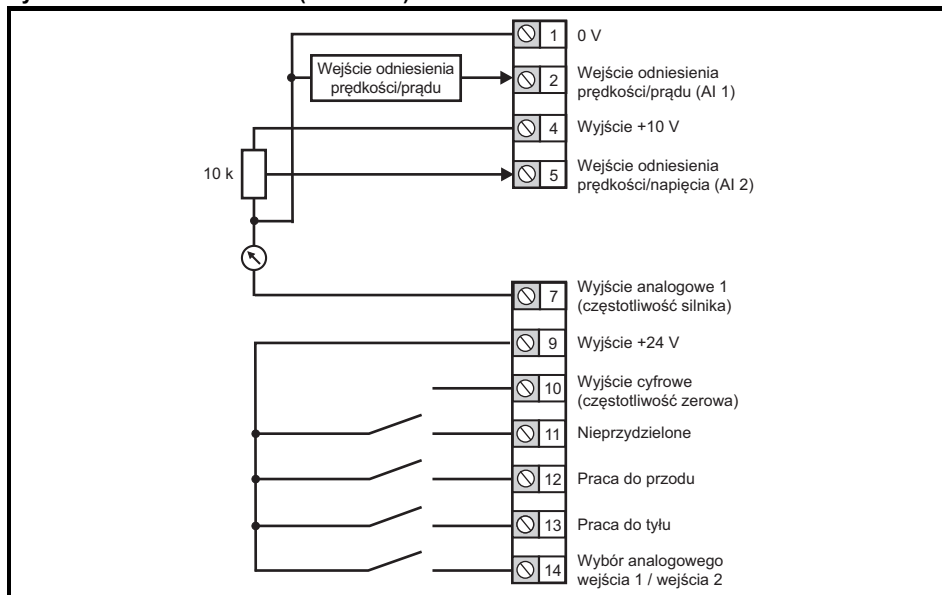 1 0 V
Wejście odniesienia
prędkości/prądu
2 Wejście odniesienia
prędkości/prądu (AI 1)
4 Wyjście +10 V
10 k
5 Wejście odniesienia
prędkości/napięcia (AI 2)
7 Wyjście analogowe 1
(częstotliwość silnika)
9 Wyjście +24 V
10 Wyjście cyfrowe
(częstotliwość zerowa)
11 Nieprzydzielone
12 Praca do przodu
13 Praca do tyłu
14 Wybór analogowego
wejścia 1 / wejścia 2